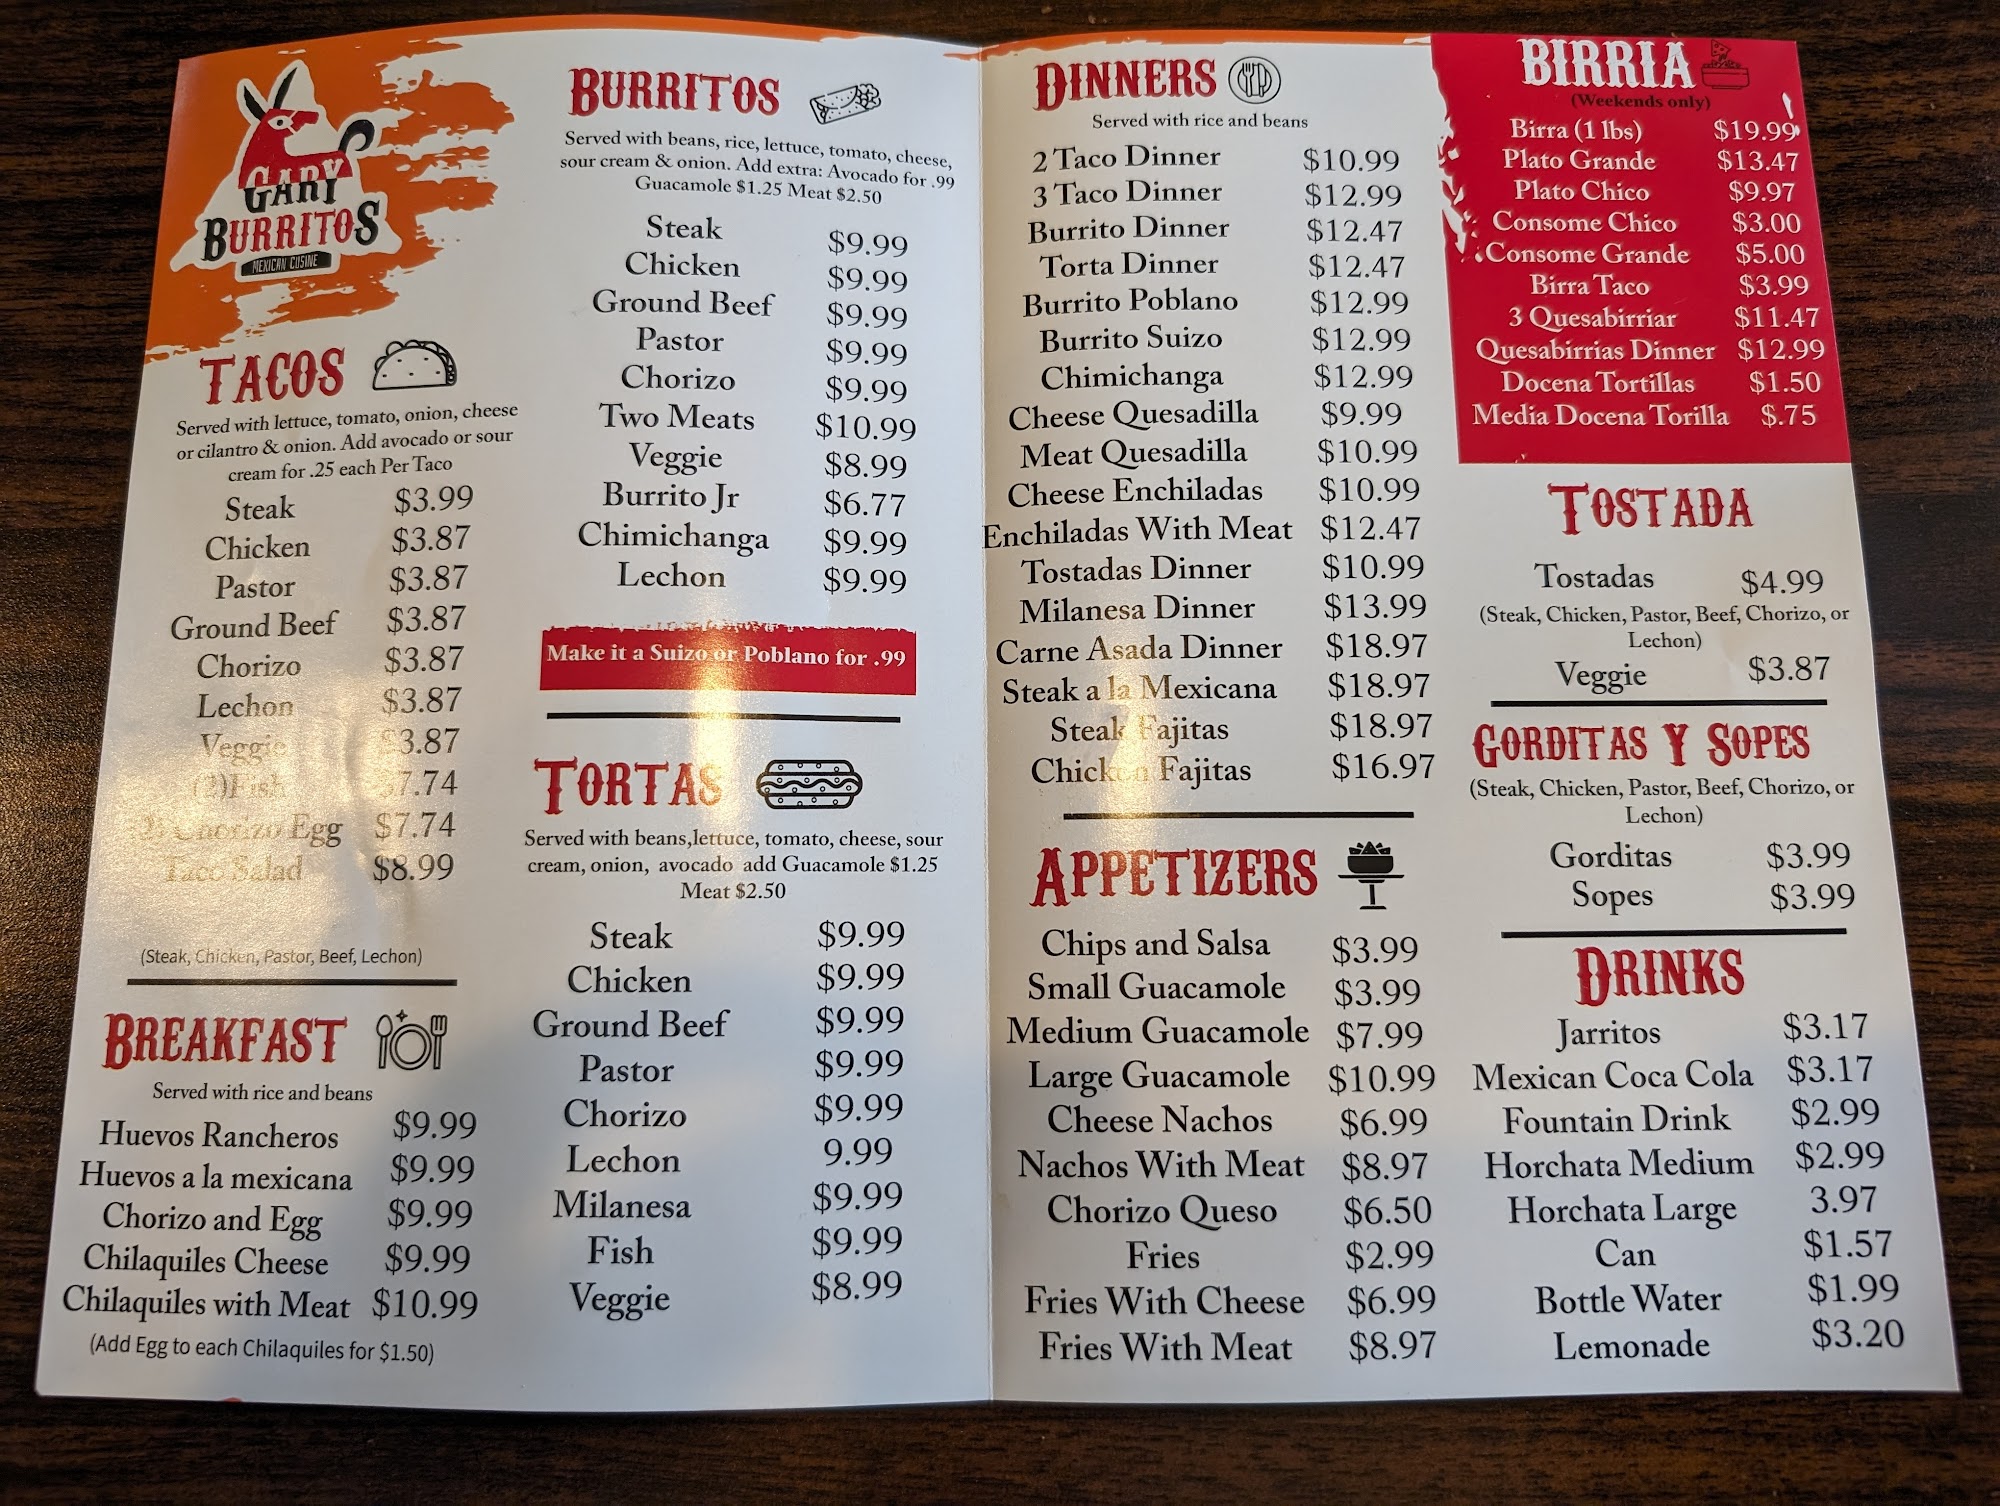 GARY
BURRITOS
MEXICAN CUSINE
TACOS
Served with lettuce, tomato, onion, cheese
or cilantro & onion. Add avocado or sour
cream for .25 each Per Taco
Steak $3.99
Chicken $3.87
Pastor $3.87
Ground Beef $3.87
Chorizo $3.87
Lechon $3.87
Veggie $3.87
(2)Fish $7.74
Chorizo Egg $7.74
Taco Salad $8.99
(Steak, Chicken, Pastor, Beef, Lechon)
BREAKFAST
Served with rice and beans
Huevos Rancheros $9.99
Huevos a la mexicana $9.99
Chorizo and Egg $9.99
Chilaquiles Cheese $9.99
Chilaquiles with Meat $10.99
(Add Egg to each Chilaquiles for $1.50)
BURRITOS
Served with beans, rice, lettuce, tomato, cheese,
sour cream & onion. Add extra: Avocado for .99
Guacamole $1.25 Meat $2.50
Steak $9.99
Chicken $9.99
Ground Beef $9.99
Pastor $9.99
Chorizo $9.99
Two Meats $10.99
Veggie $8.99
Burrito Jr $6.77
Chimichanga $9.99
Lechon $9.99
Make it a Suizo or Poblano for .99
TORTAS
Served with beans,lettuce, tomato, cheese, sour
cream, onion, avocado add Guacamole $1.25
Meat $2.50
Steak $9.99
Chicken $9.99
Ground Beef $9.99
Pastor $9.99
Chorizo $9.99
Lechon 9.99
Milanesa $9.99
Fish $9.99
Veggie $8.99
DINNERS
Served with rice and beans
2 Taco Dinner $10.99
3 Taco Dinner $12.99
Burrito Dinner $12.47
Torta Dinner $12.47
Burrito Poblano $12.99
Burrito Suizo $12.99
Chimichanga $12.99
Cheese Quesadilla $9.99
Meat Quesadilla $10.99
Cheese Enchiladas $10.99
Enchiladas With Meat $12.47
Tostadas Dinner $10.99
Milanesa Dinner $13.99
Carne Asada Dinner $18.97
Steak a la Mexicana $18.97
Steak Fajitas $18.97
Chicken Fajitas $16.97
APPETIZERS
Chips and Salsa $3.99
Small Guacamole $3.99
Medium Guacamole $7.99
Large Guacamole $10.99
Cheese Nachos $6.99
Nachos With Meat $8.97
Chorizo Queso $6.50
Fries $2.99
Fries With Cheese $6.99
Fries With Meat $8.97
BIRRIA
(Weekends only)
Birra (1 lbs) $19.99
Plato Grande $13.47
Plato Chico $9.97
Consome Chico $3.00
Consome Grande $5.00
Birra Taco $3.99
3 Quesabirriar $11.47
Quesabirrias Dinner $12.99
Docena Tortillas $1.50
Media Docena Torilla $.75
TOSTADA
Tostadas $4.99
(Steak, Chicken, Pastor, Beef, Chorizo, or
Lechon)
Veggie $3.87
GORDITAS Y SOPES
(Steak, Chicken, Pastor, Beef, Chorizo, or
Lechon)
Gorditas $3.99
Sopes $3.99
DRINKS
Jarritos $3.17
Mexican Coca Cola $3.17
Fountain Drink $2.99
Horchata Medium $2.99
Horchata Large 3.97
Can $1.57
Bottle Water $1.99
Lemonade $3.20